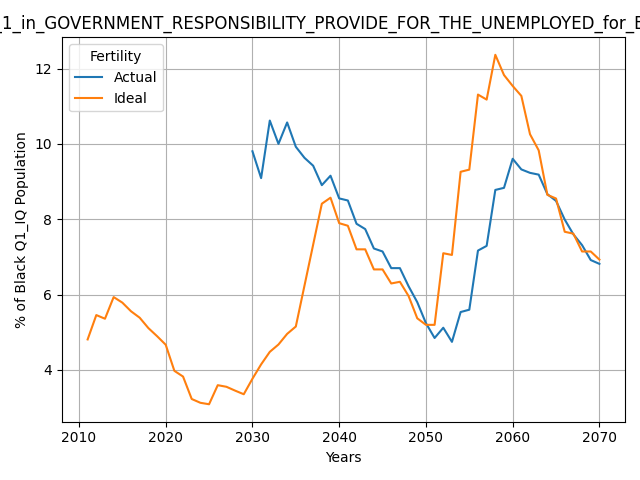 _1_in_GOVERNMENT_RESPONSIBILITY_PROVIDE_FOR_THE_UNEMPLOYED_for_B
Fertility
Actual
Ideal
% of Black Q1_IQ Population
12
10
8
6
4
2010 2020 2030 2040 2050 2060 2070
Years